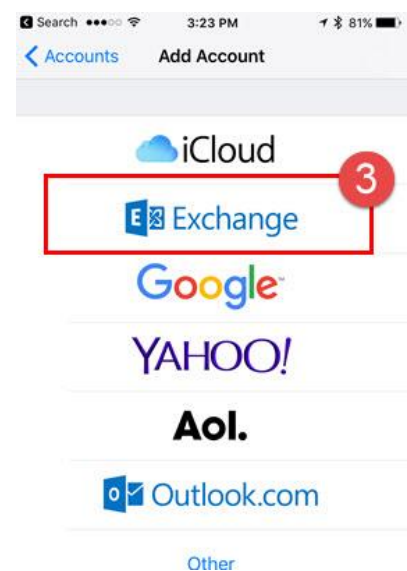 Search 3:23 PM 81%
Accounts Add Account
iCloud
3
E Exchange
Google
YAHOO!
Aol.
o Outlook.com
Other